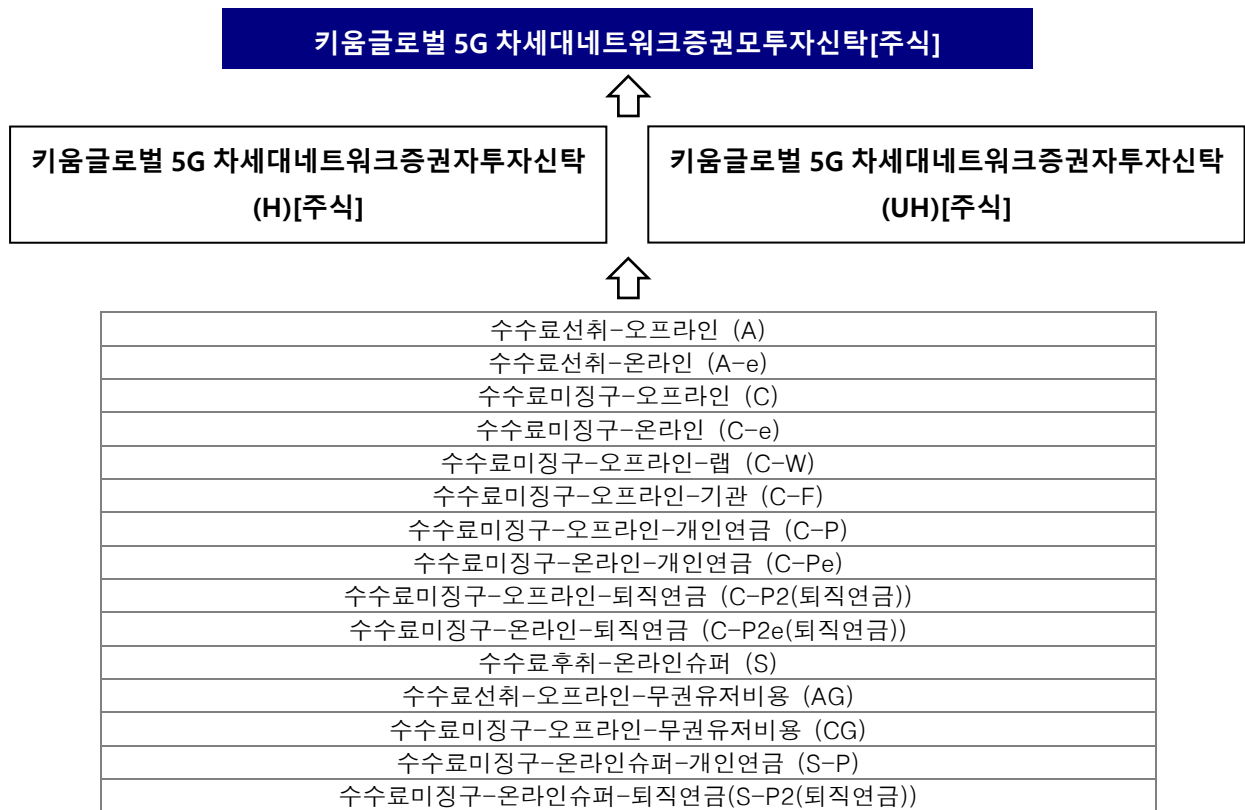 키움글로벌 5G 차세대네트워크증권모투자신탁[주식]
키움글로벌 5G 차세대네트워크증권자투자신탁
(H)[주식]
키움글로벌 5G 차세대네트워크증권자투자신탁
(UH)[주식]
수수료선취-오프라인 (A)
수수료선취-온라인 (A-e)
수수료미징구-오프라인 (C)
수수료미징구-온라인 (C-e)
수수료미징구-오프라인-랩 (C-W)
수수료미징구-오프라인-기관 (C-F)
수수료미징구-오프라인-개인연금 (C-P)
수수료미징구-온라인-개인연금 (C-Pe)
수수료미징구-오프라인-퇴직연금 (C-P2(퇴직연금))
수수료미징구-온라인-퇴직연금 (C-P2e(퇴직연금))
수수료후취-온라인슈퍼 (S)
수수료선취-오프라인-무권유저비용 (AG)
수수료미징구-오프라인-무권유저비용 (CG)
수수료미징구-온라인슈퍼-개인연금 (S-P)
수수료미징구-온라인슈퍼-퇴직연금(S-P2(퇴직연금))